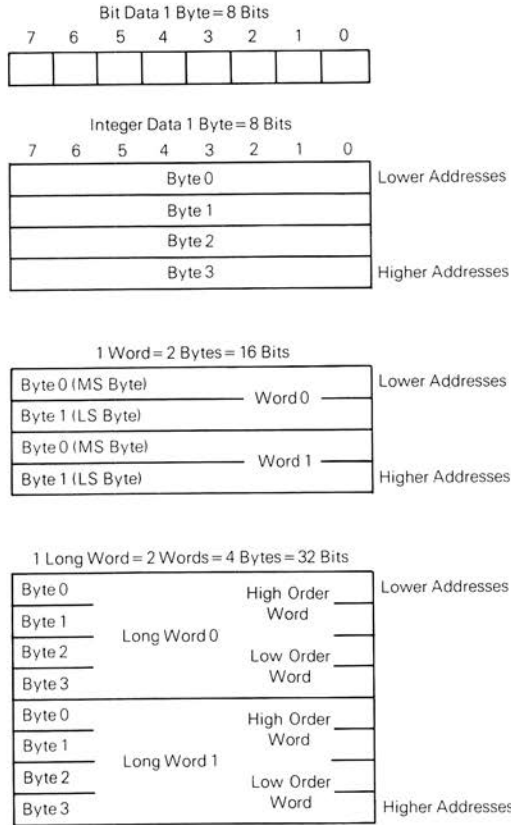 Bit Data 1 Byte = 8 Bits
7 6 5 4 3 2 1 0
Integer Data 1 Byte = 8 Bits
7 6 5 4 3 2 1 0
Byte 0 Lower Addresses
Byte 1
Byte 2
Byte 3 Higher Addresses
1 Word = 2 Bytes = 16 Bits
Byte 0 (MS Byte) Lower Addresses
Word 0
Byte 1 (LS Byte)
Byte 0 (MS Byte)
Word 1
Byte 1 (LS Byte) Higher Addresses
1 Long Word = 2 Words = 4 Bytes = 32 Bits
Byte 0 High Order Lower Addresses
Byte 1 Word
Long Word 0
Byte 2 Low Order
Byte 3 Word
Byte 0 High Order
Byte 1 Word
Long Word 1
Byte 2 Low Order
Byte 3 Word Higher Addresses